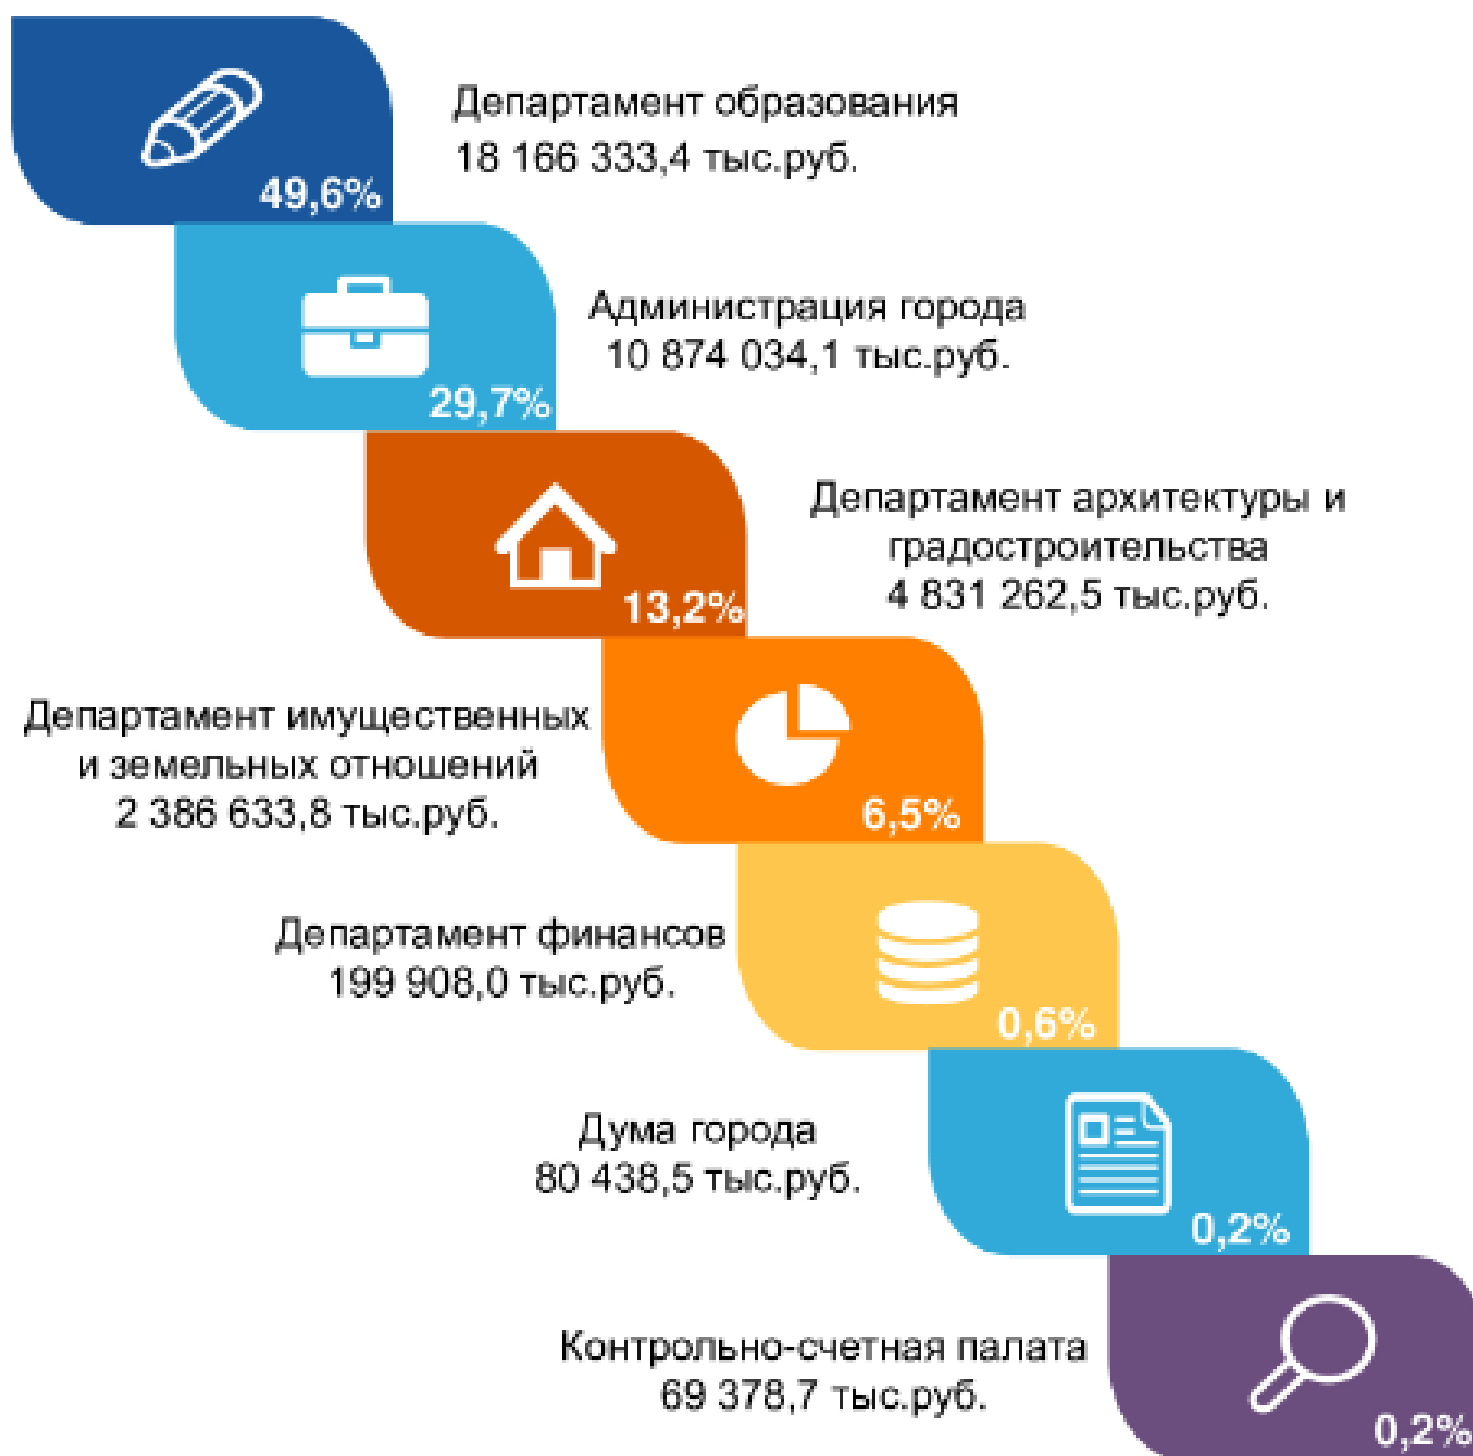 Департамент образования
18 166 333,4 тыс.руб.
49,6%
Администрация города
10 874 034,1 тыс.руб.
29,7%
Департамент архитектуры и
градостроительства
4 831 262,5 тыс.руб.
13,2%
Департамент имущественных
и земельных отношений
2 386 633,8 тыс.руб.
6,5%
Департамент финансов
199 908,0 тыс.руб.
0,6%
Дума города
80 438,5 тыс.руб.
0,2%
Контрольно-счетная палата
69 378,7 тыс.руб.
0,2%